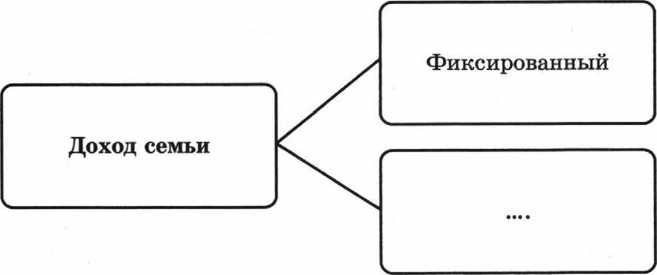 Фиксированный
Доход семьи
....